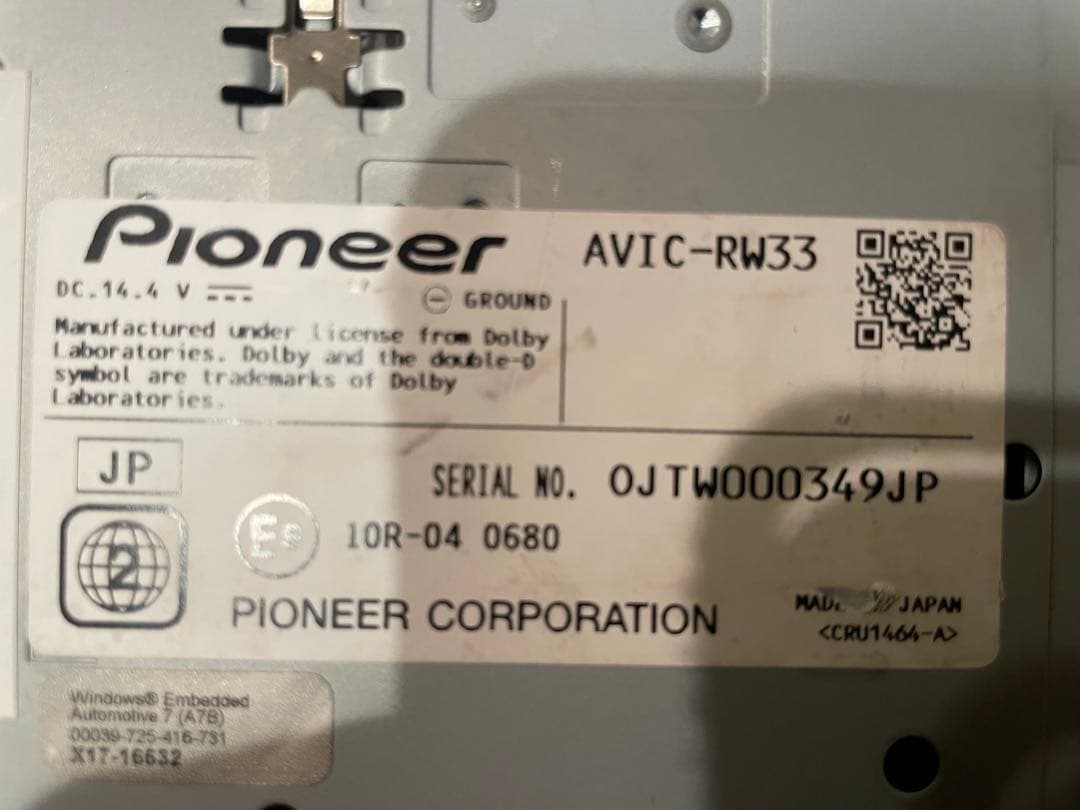 Pioneer
AVIC-RW33
DC.14.4 V
GROUND
Manufactured under license from Dolby
Laboratories. Dolby and the double-D
symbol are trademarks of Dolby
Laboratories.
JP
SERIAL NO. OJTW000349JP
2
10R-04 0680
PIONEER CORPORATION
JAPAN
<CRU1464-A>
Windows® Embedded
Automotive 7 (A7B)
00039-725-416-731
X17-16632